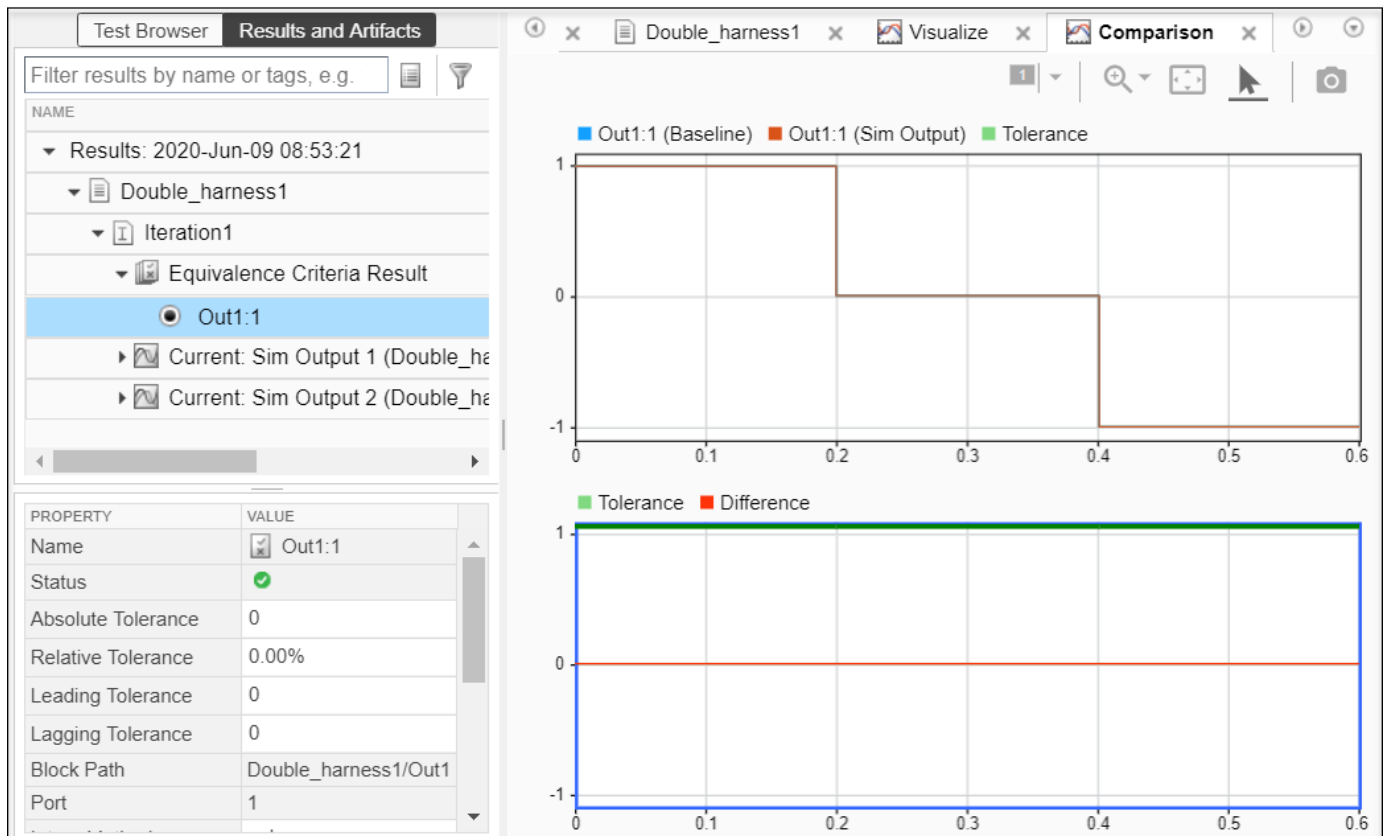 Test Browser Results and Artifacts
Filter results by name or tags, e.g.
NAME
Results: 2020-Jun-09 08:53:21
Double_harness1
Iteration1
Equivalence Criteria Result
Out1:1
Current: Sim Output 1 (Double_ha
Current: Sim Output 2 (Double_ha
PROPERTY VALUE
Name Out1:1
Status
Absolute Tolerance 0
Relative Tolerance 0.00%
Leading Tolerance 0
Lagging Tolerance 0
Block Path Double_harness1/Out1
Port 1
Double_harness1 Visualize Comparison
1
Out1:1 (Baseline) Out1:1 (Sim Output) Tolerance
1
0
-1
0 0.1 0.2 0.3 0.4 0.5 0.6
Tolerance Difference
1
0
-1
0 0.1 0.2 0.3 0.4 0.5 0.6